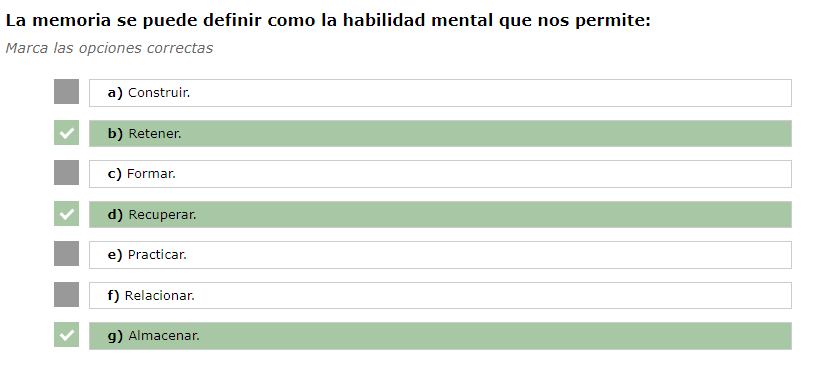 La memoria se puede definir como la habilidad mental que nos permite:
Marca las opciones correctas
a) Construir.
b) Retener.
c) Formar.
d) Recuperar.
e) Practicar.
f) Relacionar.
g) Almacenar.